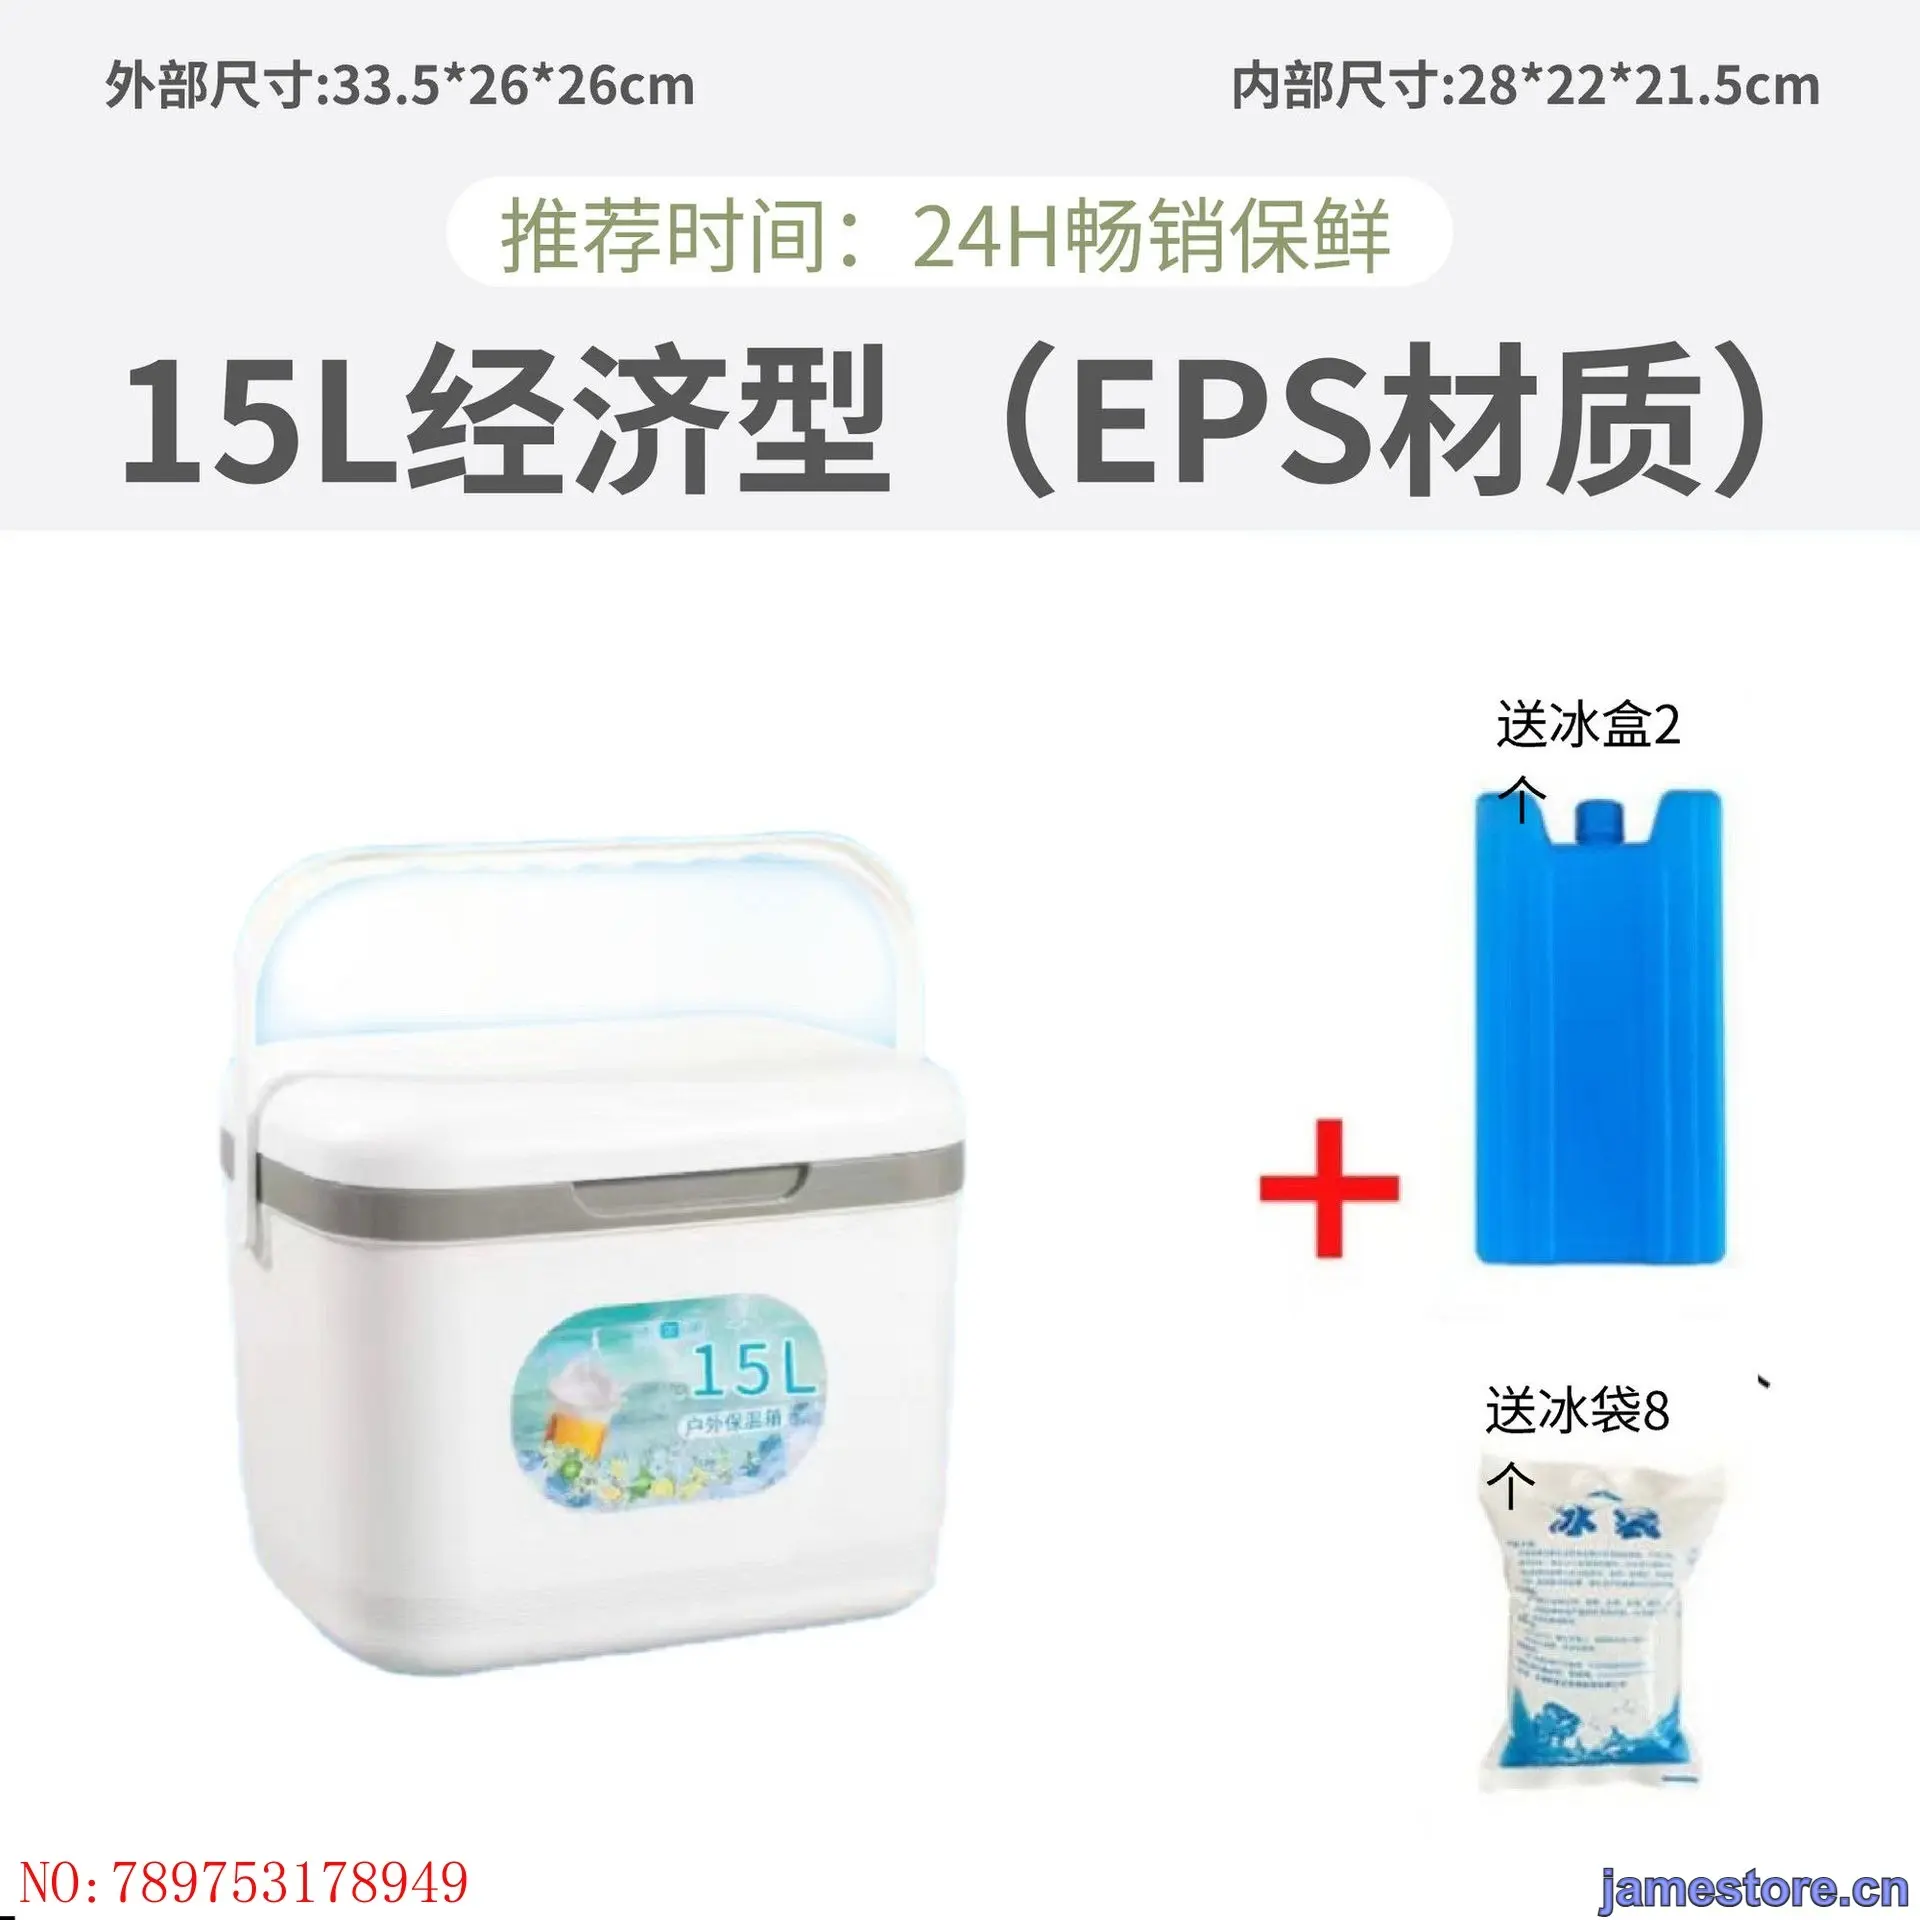 外部尺寸:33.5*26*26cm
内部尺寸:28*22*21.5cm
推荐时间：24H畅销保鲜
15L经济型（EPS材质）
送冰盒2
个
15L
户外保温箱
送冰袋8
个
冰袋
NO:789753178949
jamestore.cn